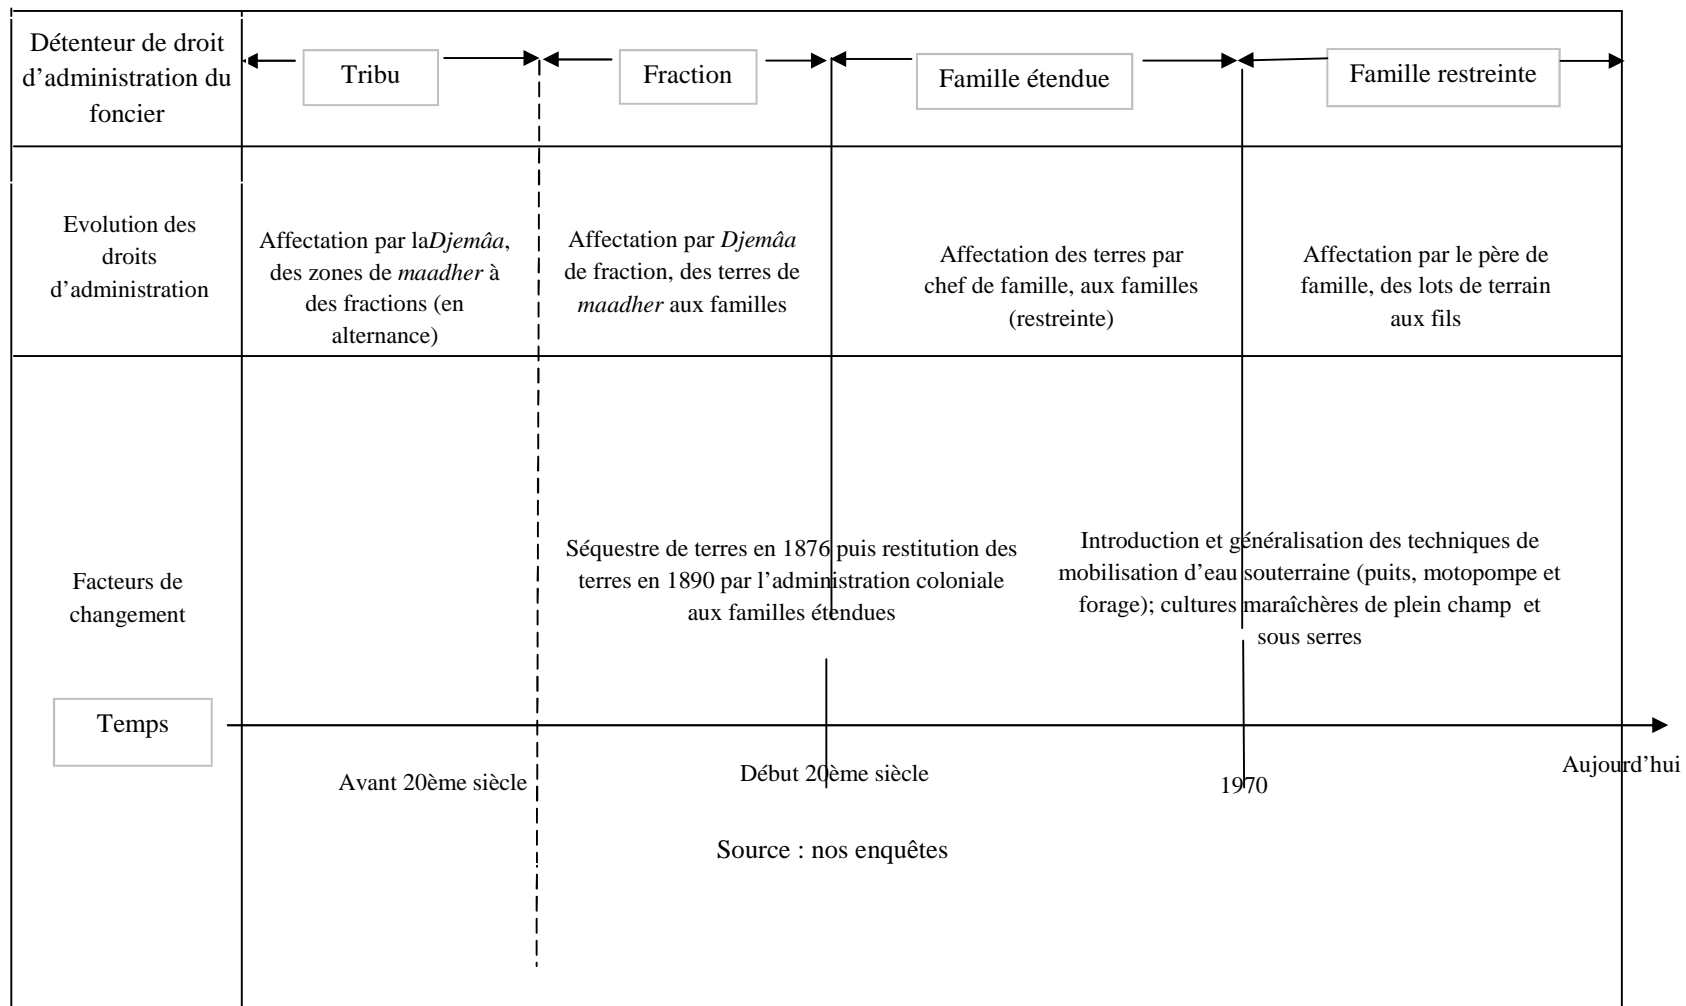 Détenteur de droit
d'administration du
foncier
Tribu
Fraction
Famille étendue
Famille restreinte
Evolution des
droits
d'administration
Affectation par laDjemâa,
des zones de maadher à
des fractions (en
alternance)
Affectation par Djemâa
de fraction, des terres de
maadher aux familles
Affectation des terres par
chef de famille, aux familles
(restreinte)
Affectation par le père de
famille, des lots de terrain
aux fils
Facteurs de
changement
Séquestre de terres en 1876 puis restitution des
terres en 1890 par l'administration coloniale
aux familles étendues
Introduction et généralisation des techniques de
mobilisation d'eau souterraine (puits, motopompe et
forage); cultures maraîchères de plein champ et
sous serres
Temps
Avant 20ème siècle
Début 20ème siècle
1970
Aujourd'hui
Source : nos enquêtes